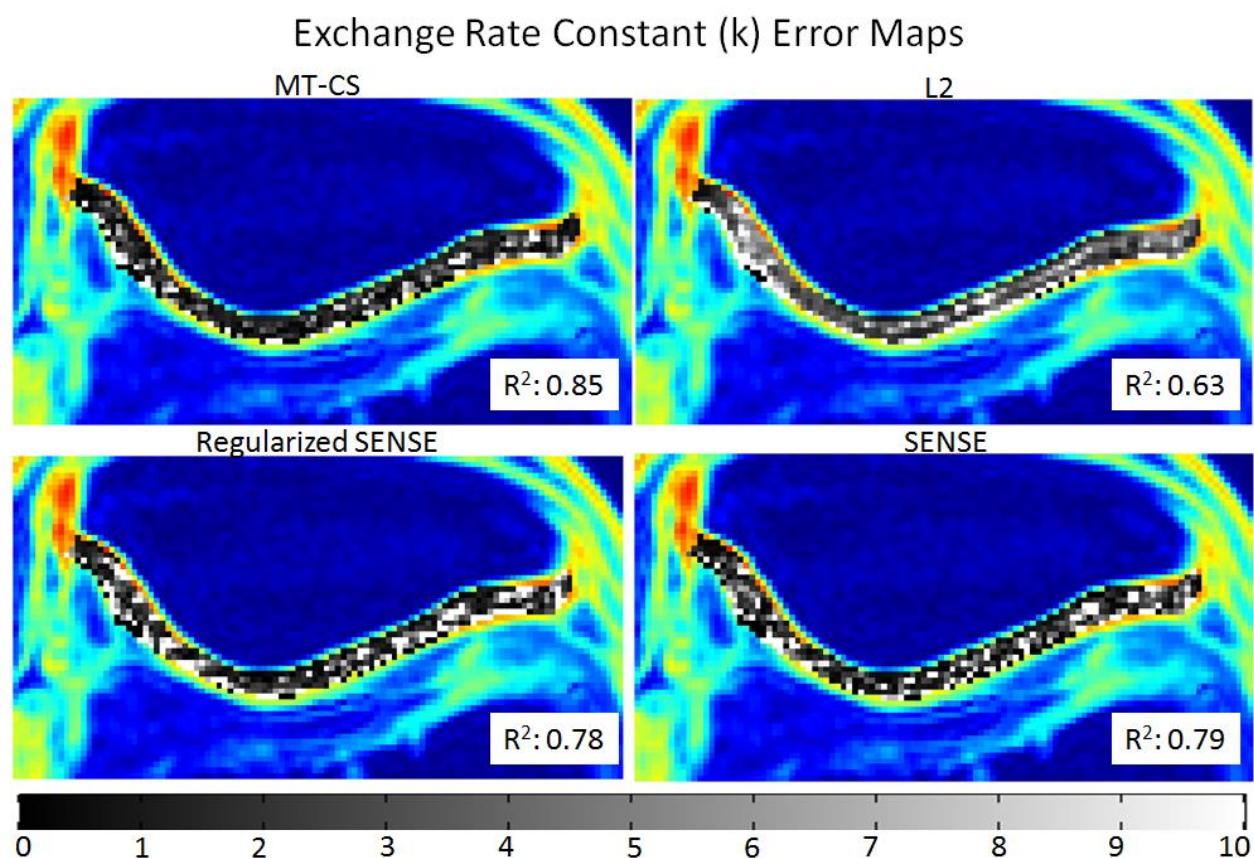 Exchange Rate Constant (k) Error Maps
MT-CS
L2
R²: 0.85
R²: 0.63
Regularized SENSE
SENSE
R²: 0.78
R²: 0.79
0 1 2 3 4 5 6 7 8 9 10